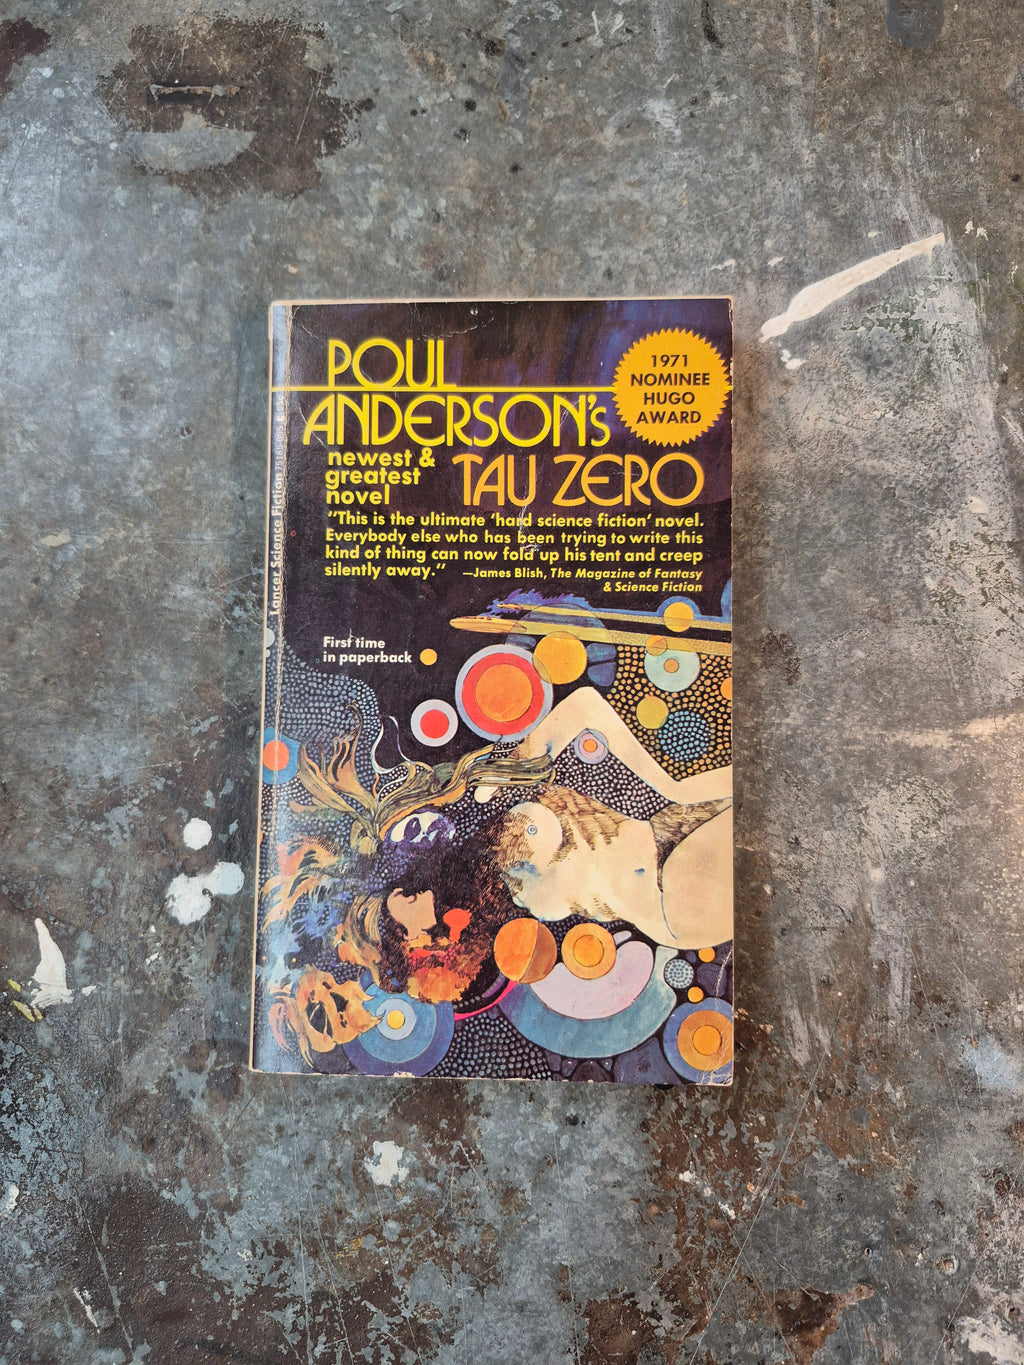 POUL
ANDERSON's
newest &
greatest
novel
TAU ZERO
1971
NOMINEE
HUGO
AWARD
"This is the ultimate 'hard science fiction' novel.
Everybody else who has been trying to write this
kind of thing can now fold up his tent and creep
silently away." —James Blish, The Magazine of Fantasy
& Science Fiction
First time
in paperback
Lancer Science Fiction